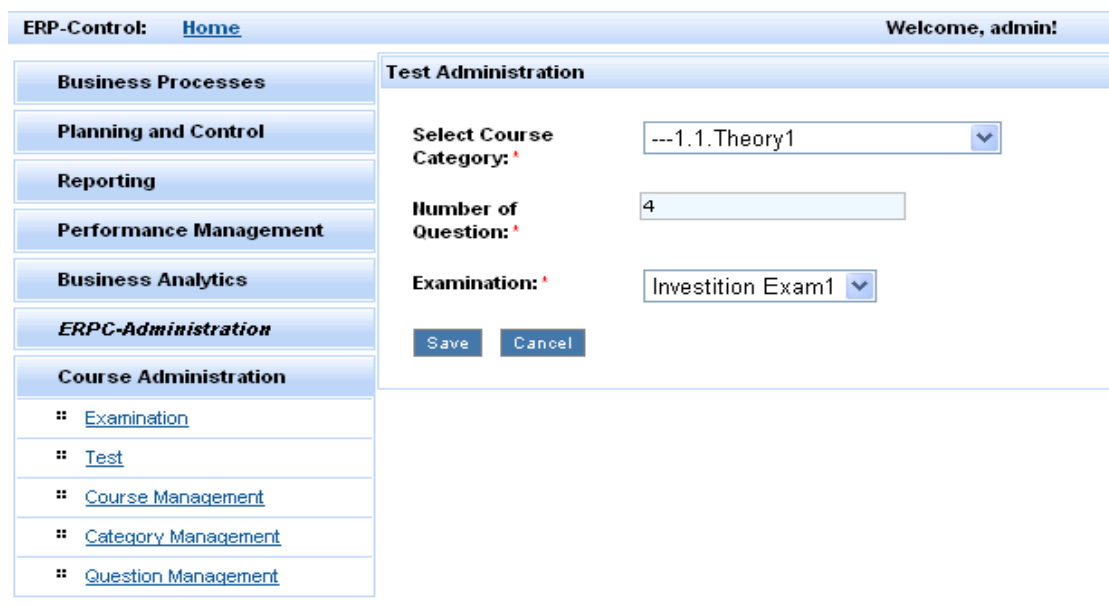 ERP-Control: Home Welcome, admin!
Business Processes
Planning and Control
Reporting
Performance Management
Business Analytics
ERPC-Administration
Course Administration
Examination
Test
Course Management
Category Management
Question Management
Test Administration
Select Course
Category: *
---1.1.Theory1
Number of
Question: *
4
Examination: *
Investition Exam1
Save Cancel